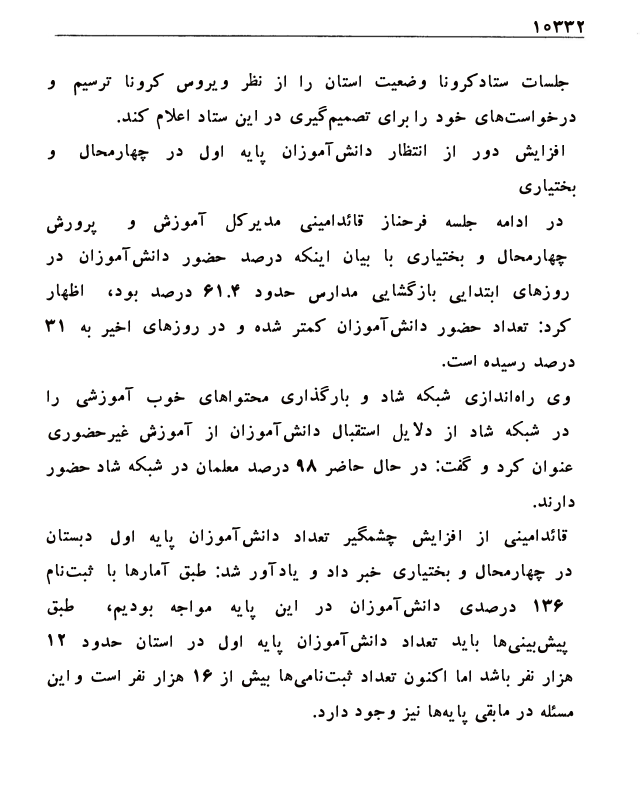 ۱۰۳۳۲
جلسات ستادکرونا وضعیت استان را از نظر ویروس کرونا ترسیم و
درخواست‌های خود را برای تصمیم‌گیری در این ستاد اعلام کند.
افزایش دور از انتظار دانش‌آموزان پایه اول در چهارمحال و
بختیاری
در ادامه جلسه فرحناز قائدامینی مدیرکل آموزش و پرورش
چهارمحال و بختیاری با بیان اینکه درصد حضور دانش‌آموزان در
روزهای ابتدایی بازگشایی مدارس حدود ۶۱.۴ درصد بود، اظهار
کرد: تعداد حضور دانش‌آموزان کمتر شده و در روزهای اخیر به ۳۱
درصد رسیده است.
وی راه‌اندازی شبکه شاد و بارگذاری محتواهای خوب آموزشی را
در شبکه شاد از دلایل استقبال دانش‌آموزان از آموزش غیرحضوری
عنوان کرد و گفت: در حال حاضر ۹۸ درصد معلمان در شبکه شاد حضور
دارند.
قائدامینی از افزایش چشمگیر تعداد دانش‌آموزان پایه اول دبستان
در چهارمحال و بختیاری خبر داد و یادآور شد: طبق آمارها با ثبت‌نام
۱۳۶ درصدی دانش‌آموزان در این پایه مواجه بودیم، طبق
پیش‌بینی‌ها باید تعداد دانش‌آموزان پایه اول در استان حدود ۱۲
هزار نفر باشد اما اکنون تعداد ثبت‌نامی‌ها بیش از ۱۶ هزار نفر است و این
مسئله در مابقی پایه‌ها نیز وجود دارد.